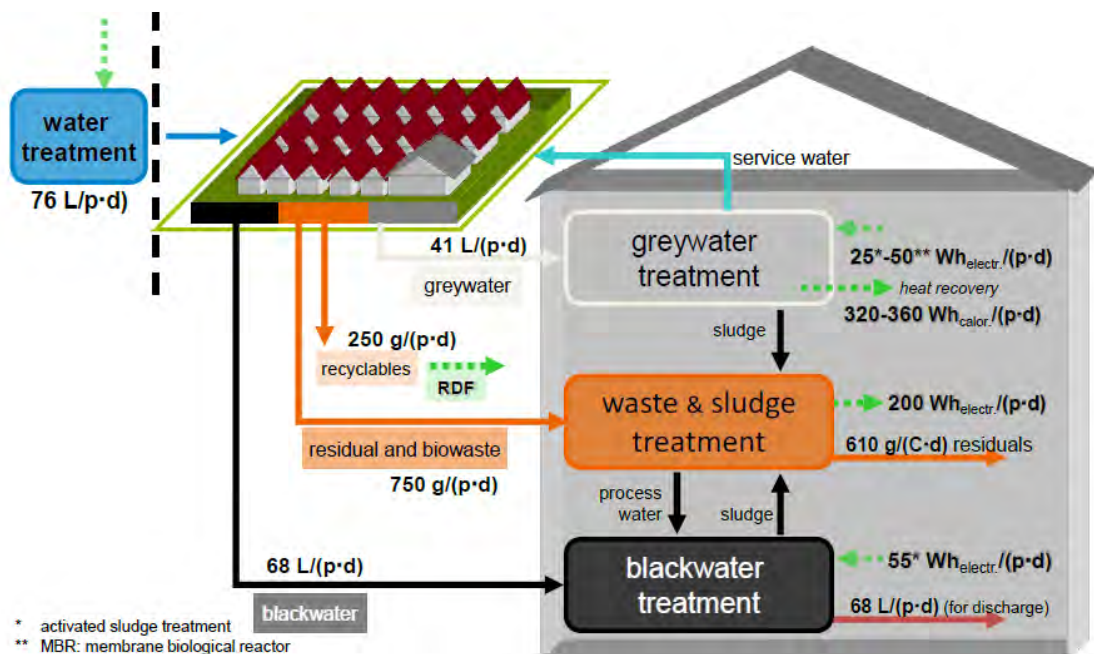 water
treatment
76 L/p·d)
service water
41 L/(p·d)
greywater
greywater
treatment
25*-50** Whelectr./(p·d)
heat recovery
320-360 Whcalor./(p·d)
sludge
250 g/(p·d)
recyclables
RDF
waste & sludge
treatment
200 Whelectr./(p·d)
610 g/(C·d) residuals
residual and biowaste
750 g/(p·d)
process
water
sludge
68 L/(p·d)
blackwater
blackwater
treatment
55* Whelectr./(p·d)
68 L/(p·d) (for discharge)
* activated sludge treatment
** MBR: membrane biological reactor